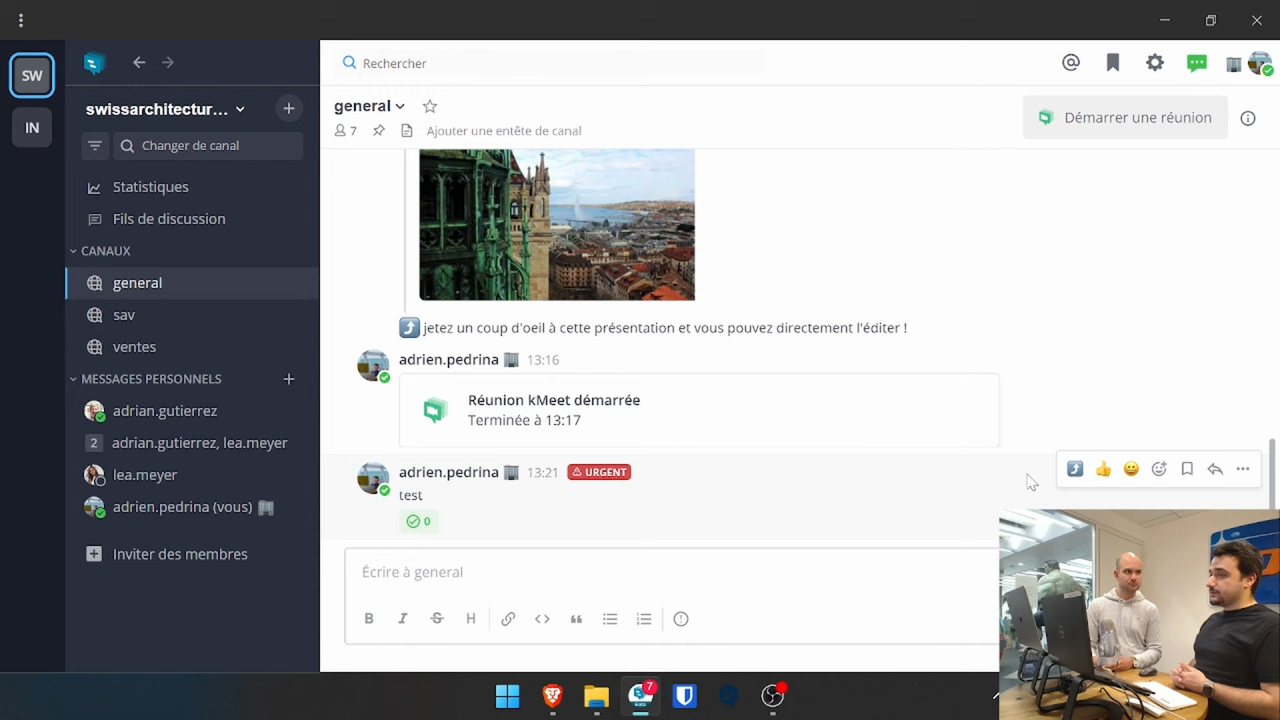 SW
IN
swissarchitectur...
Changer de canal
Statistiques
Fils de discussion
CANAUX
general
sav
ventes
MESSAGES PERSONNELS
adrian.gutierrez
2 adrian.gutierrez, lea.meyer
lea.meyer
adrien.pedrina (vous)
Inviter des membres
Rechercher
general
7
Ajouter une entête de canal
Démarrer une réunion
jetez un coup d'oeil à cette présentation et vous pouvez directement l'éditer !
adrien.pedrina 13:16
Réunion kMeet démarrée
Terminée à 13:17
adrien.pedrina 13:21 URGENT
test
0
Écrire à general
B I S H
7